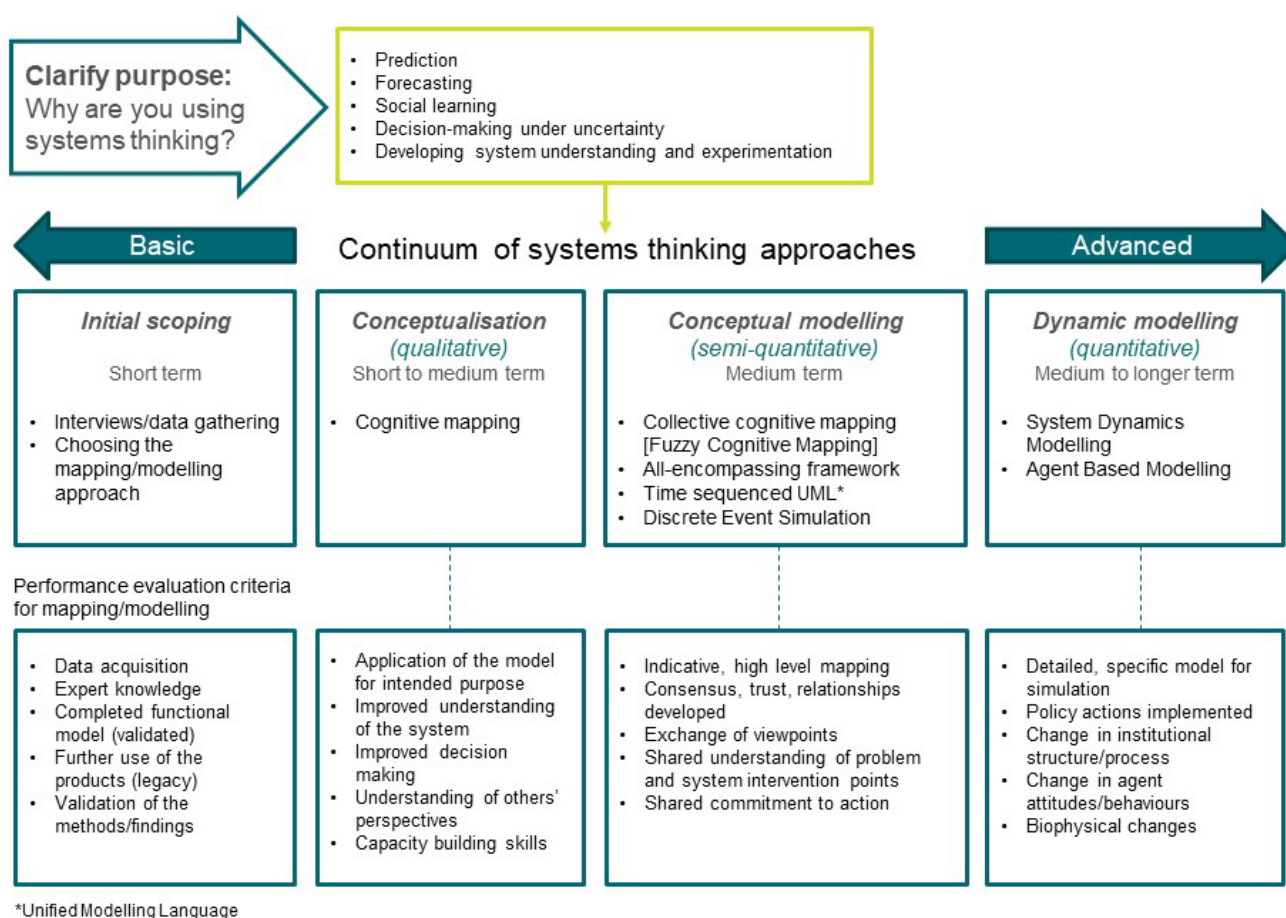 Clarify purpose:
Why are you using
systems thinking?
• Prediction
• Forecasting
• Social learning
• Decision-making under uncertainty
• Developing system understanding and experimentation
Basic
Continuum of systems thinking approaches
Advanced
Initial scoping
Short term
• Interviews/data gathering
• Choosing the
mapping/modelling
approach
Conceptualisation
(qualitative)
Short to medium term
• Cognitive mapping
Conceptual modelling
(semi-quantitative)
Medium term
• Collective cognitive mapping
[Fuzzy Cognitive Mapping]
• All-encompassing framework
• Time sequenced UML*
• Discrete Event Simulation
Dynamic modelling
(quantitative)
Medium to longer term
• System Dynamics
Modelling
• Agent Based Modelling
Performance evaluation criteria
for mapping/modelling
• Data acquisition
• Expert knowledge
• Completed functional
model (validated)
• Further use of the
products (legacy)
• Validation of the
methods/findings
• Application of the model
for intended purpose
• Improved understanding
of the system
• Improved decision
making
• Understanding of others'
perspectives
• Capacity building skills
• Indicative, high level mapping
• Consensus, trust, relationships
developed
• Exchange of viewpoints
• Shared understanding of problem
and system intervention points
• Shared commitment to action
• Detailed, specific model for
simulation
• Policy actions implemented
• Change in institutional
structure/process
• Change in agent
attitudes/behaviours
• Biophysical changes
*Unified Modelling Language